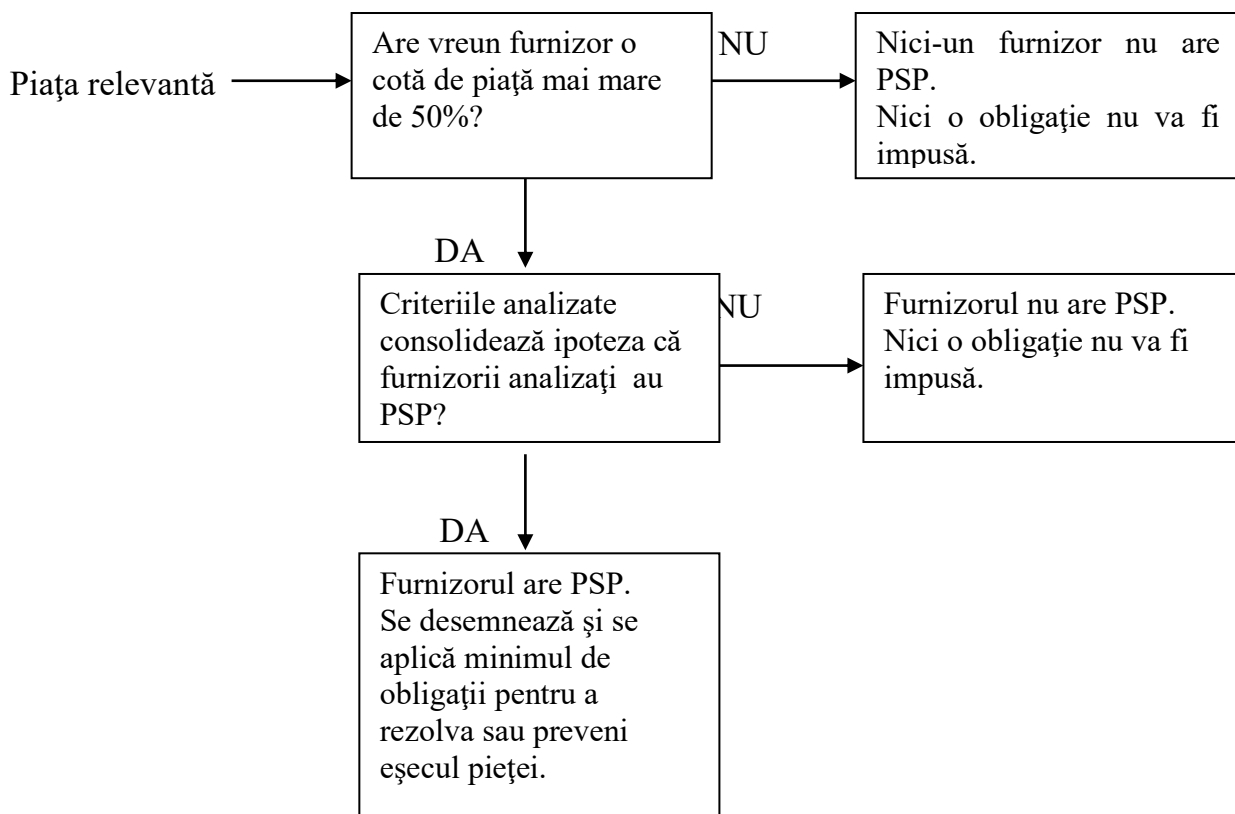 Piaţa relevantă
Are vreun furnizor o
cotă de piaţă mai mare
de 50%?
NU
Nici-un furnizor nu are
PSP.
Nici o obligaţie nu va fi
impusă.
DA
Criteriile analizate
consolidează ipoteza că
furnizorii analizaţi au
PSP?
NU
Furnizorul nu are PSP.
Nici o obligaţie nu va fi
impusă.
DA
Furnizorul are PSP.
Se desemnează şi se
aplică minimul de
obligaţii pentru a
rezolva sau preveni
eşecul pieţei.